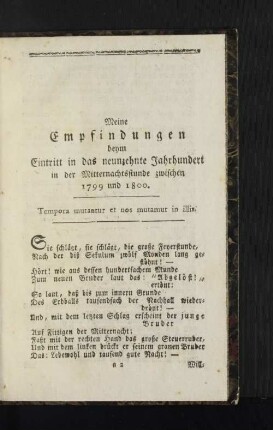 Meine
Empfindungen
beym
Eintritt in das neunzehnte Jahrhundert
in der Mitternachtsstunde zwischen
1799 und 1800.
Tempora mutantur et nos mutamur in illis.
Sie schlägt, sie schlägt, die große Feyerstunde,
Nach der dieß Sekulum zwölf Monden lang ge-
stöhnt! —
Hört! wie aus dessen hundertfachem Munde
Zum neuen Bruder laut das: "Abgelößt!„
ertönt:
So laut, daß bis zum innern Grunde
Des Erdballs tausendfach der Nachhall wieder-
dröhnt! —
Und, mit dem letzten Schlag erscheint der junge
Bruder
Auf Fittigen der Mitternacht;
Faßt mit der rechten Hand das große Steuerruder,
Und mit dem linken drückt er seinem grauen Bruder
Das: Lebewohl und tausend gute Nacht! —
a 2
Will-